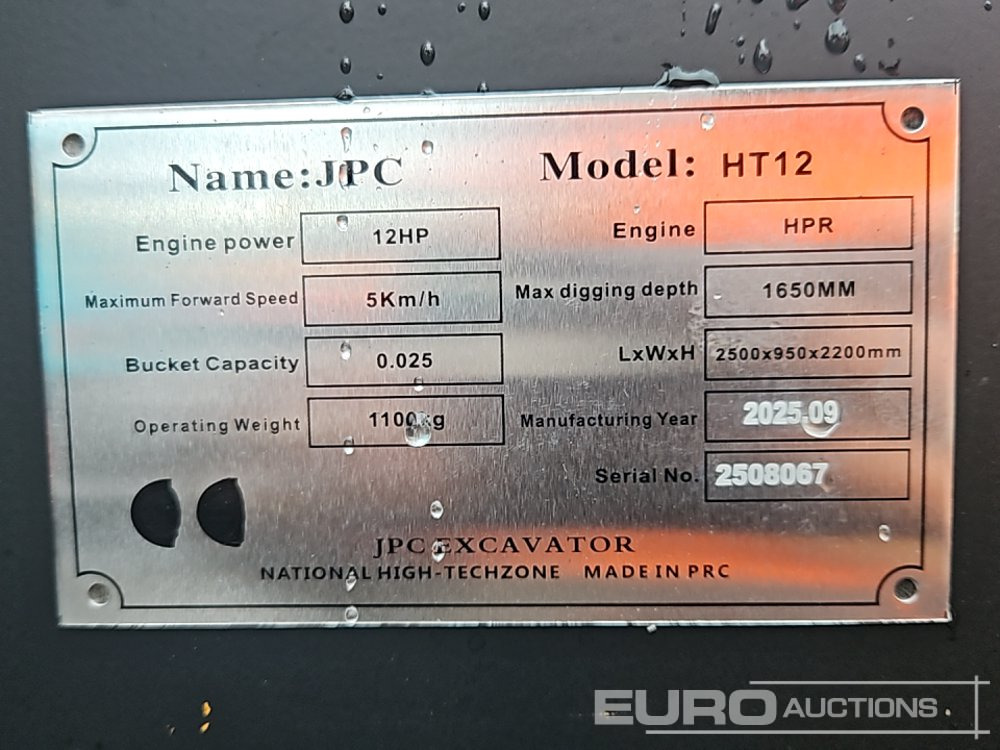 Name:JPC Model: HT12
Engine power 12HP Engine HPR
Maximum Forward Speed 5Km/h Max digging depth 1650MM
Bucket Capacity 0.025 LxWxH 2500x950x2200mm
Operating Weight 1100kg Manufacturing Year 2025.09
Serial No. 2508067
JPC EXCAVATOR
NATIONAL HIGH-TECHZONE MADE IN PRC
EURO AUCTIONS